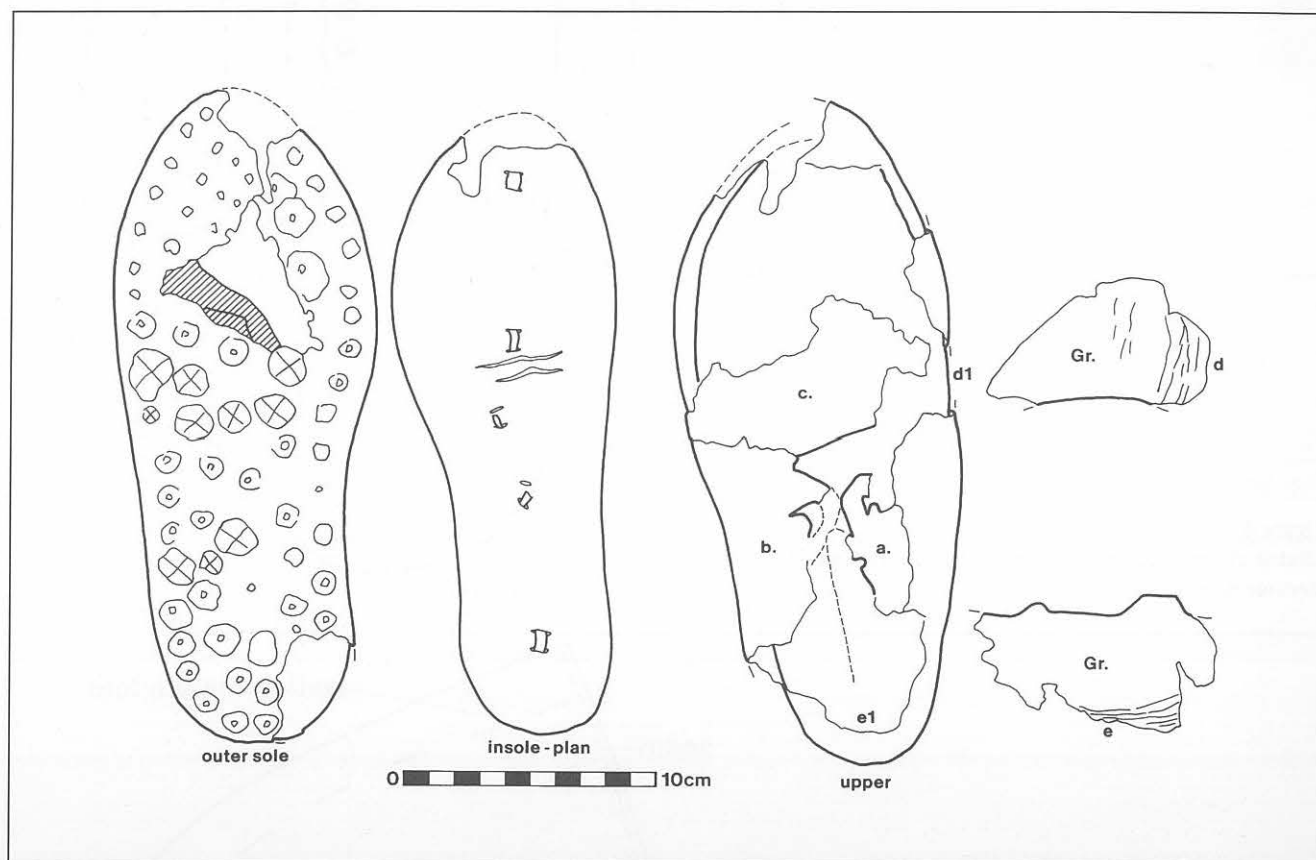 Gr.
d
d1
c.
b.
a.
Gr.
e
e1
outer sole
insole-plan
upper
0
10cm